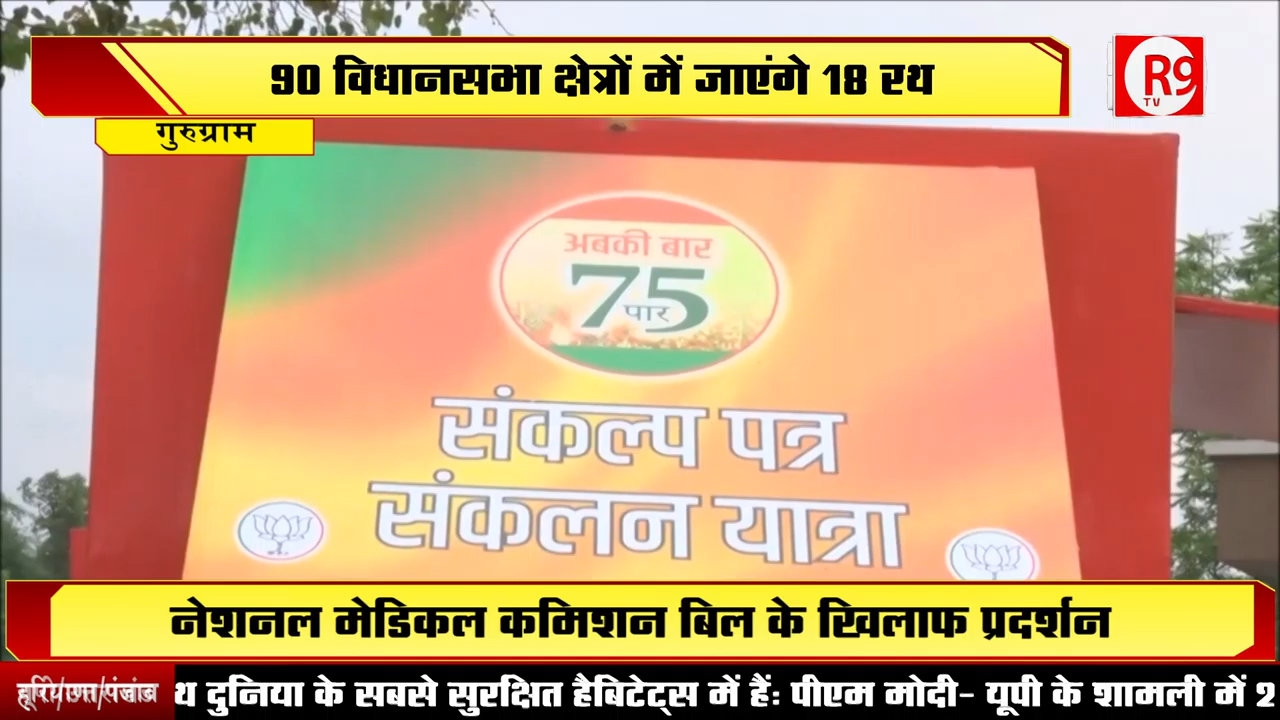 90 विधानसभा क्षेत्रों में जाएंगे 18 रथ
R9
TV
गुरुग्राम
अबकी बार
75
पार
संकल्प पत्र
संकलन यात्रा
नेशनल मेडिकल कमिशन बिल के खिलाफ प्रदर्शन
थ दुनिया के सबसे सुरक्षित हैबिटेट्स में हैंः पीएम मोदी- यूपी के शामली में 2